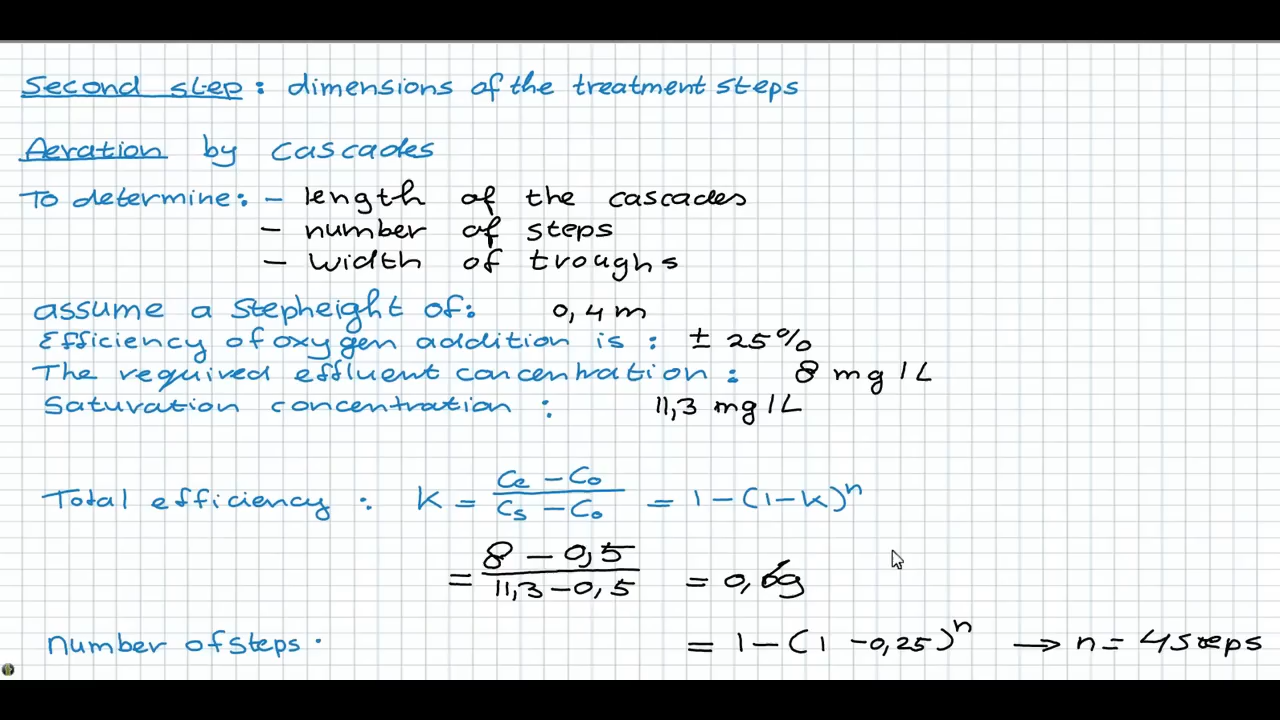 Second step: dimensions of the treatment steps
Aeration by cascades
To determine: - length of the cascades
- number of steps
- width of troughs
assume a stepheight of: 0,4 m
Efficiency of oxygen addition is: ± 25%
The required effluent concentration: 8 mg/L
Saturation concentration: 11,3 mg/L
Total efficiency: K = (Ce - Co)/(Cs - Co) = 1-(1-k)^n
= (8 - 0,5)/(11,3 - 0,5) = 0,69
number of steps: = 1-(1-0,25)^n → n = 4 steps